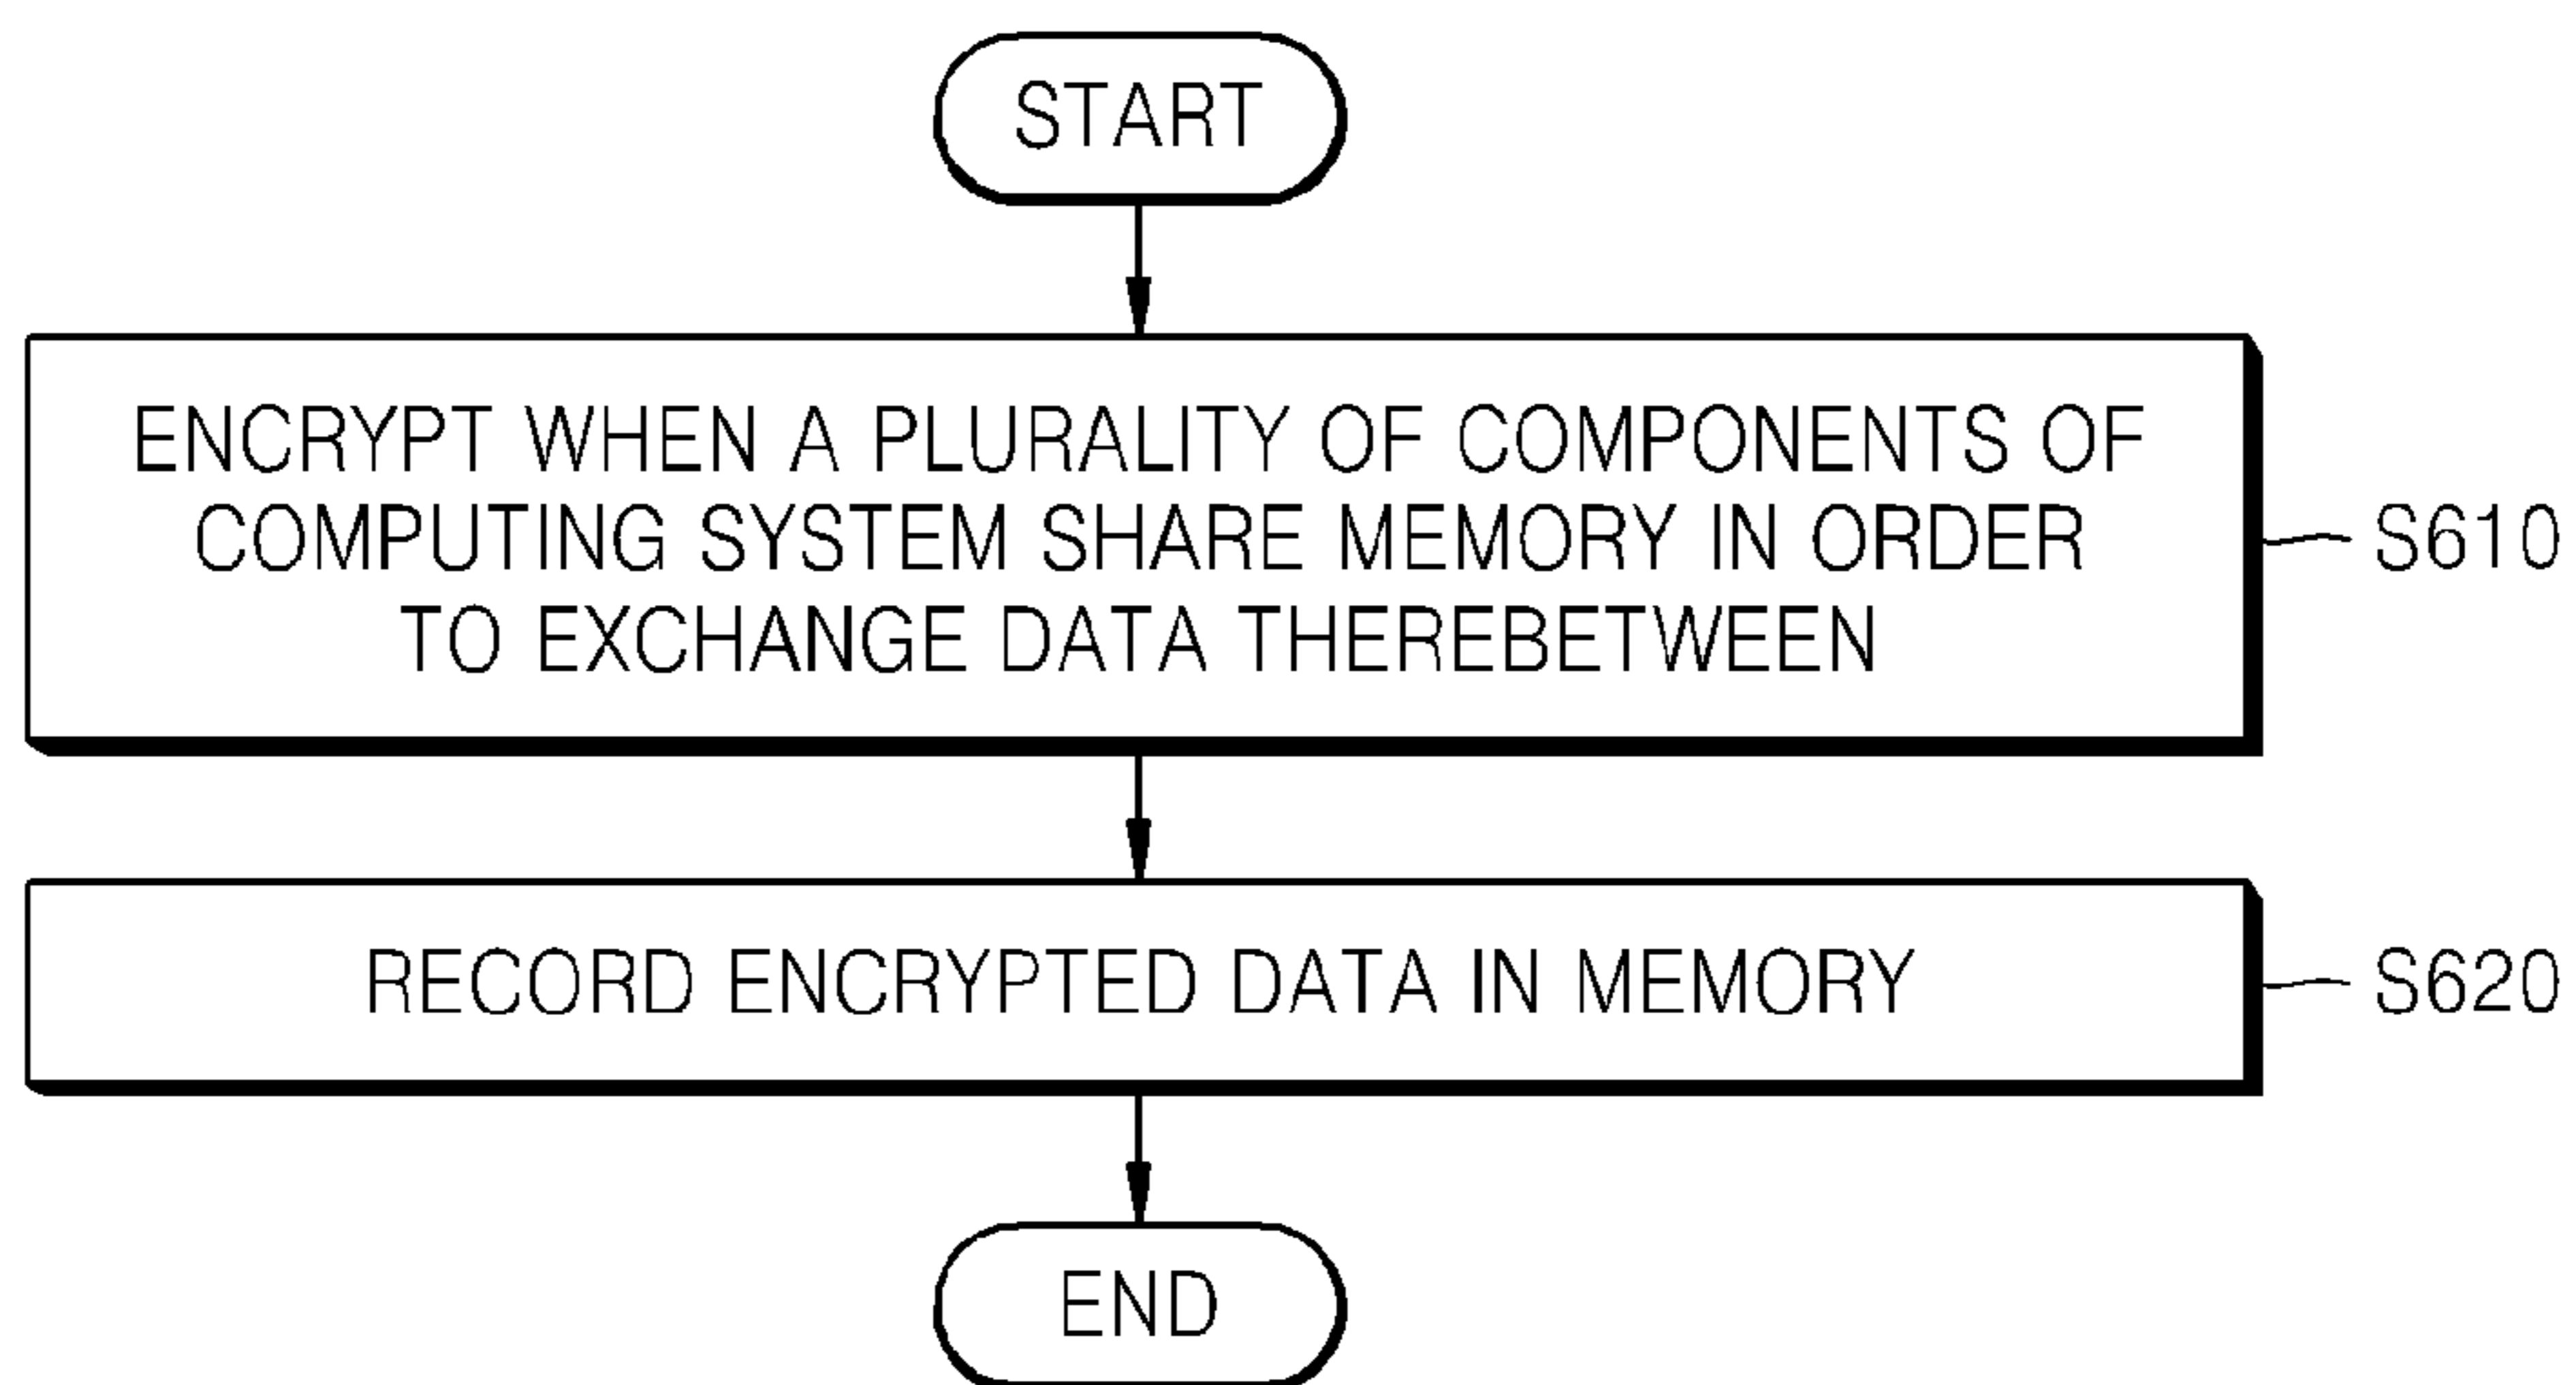 START
ENCRYPT WHEN A PLURALITY OF COMPONENTS OF
COMPUTING SYSTEM SHARE MEMORY IN ORDER
TO EXCHANGE DATA THEREBETWEEN
S610
RECORD ENCRYPTED DATA IN MEMORY
S620
END